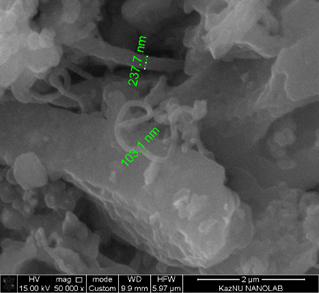 237.7 nm
103.1 nm
HV mag □ mode WD HFW 2 µm
15.00 kV 50 000 x Custom 9.9 mm 5.97 µm KazNU NANOLAB